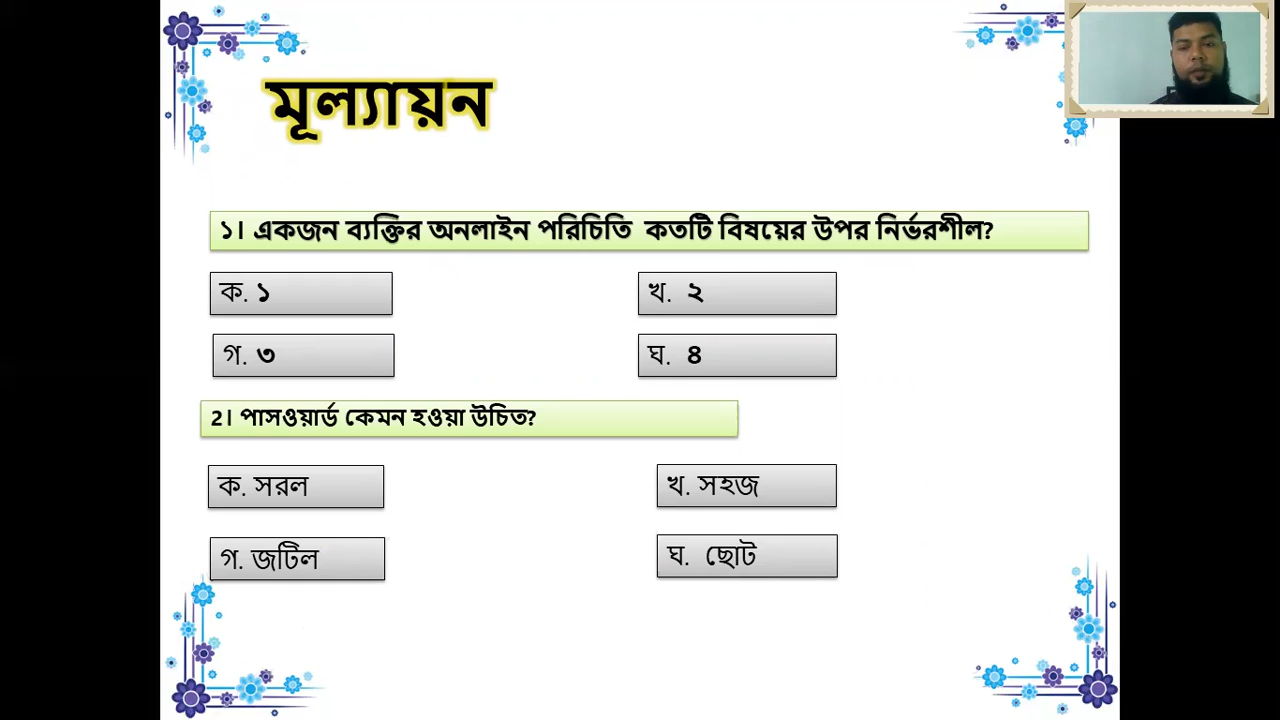 মূল্যায়ন
১। একজন ব্যক্তির অনলাইন পরিচিতি কতটি বিষয়ের উপর নির্ভরশীল?
ক. ১
খ. ২
গ. ৩
ঘ. ৪
2। পাসওয়ার্ড কেমন হওয়া উচিত?
ক. সরল
খ. সহজ
গ. জটিল
ঘ. ছোট